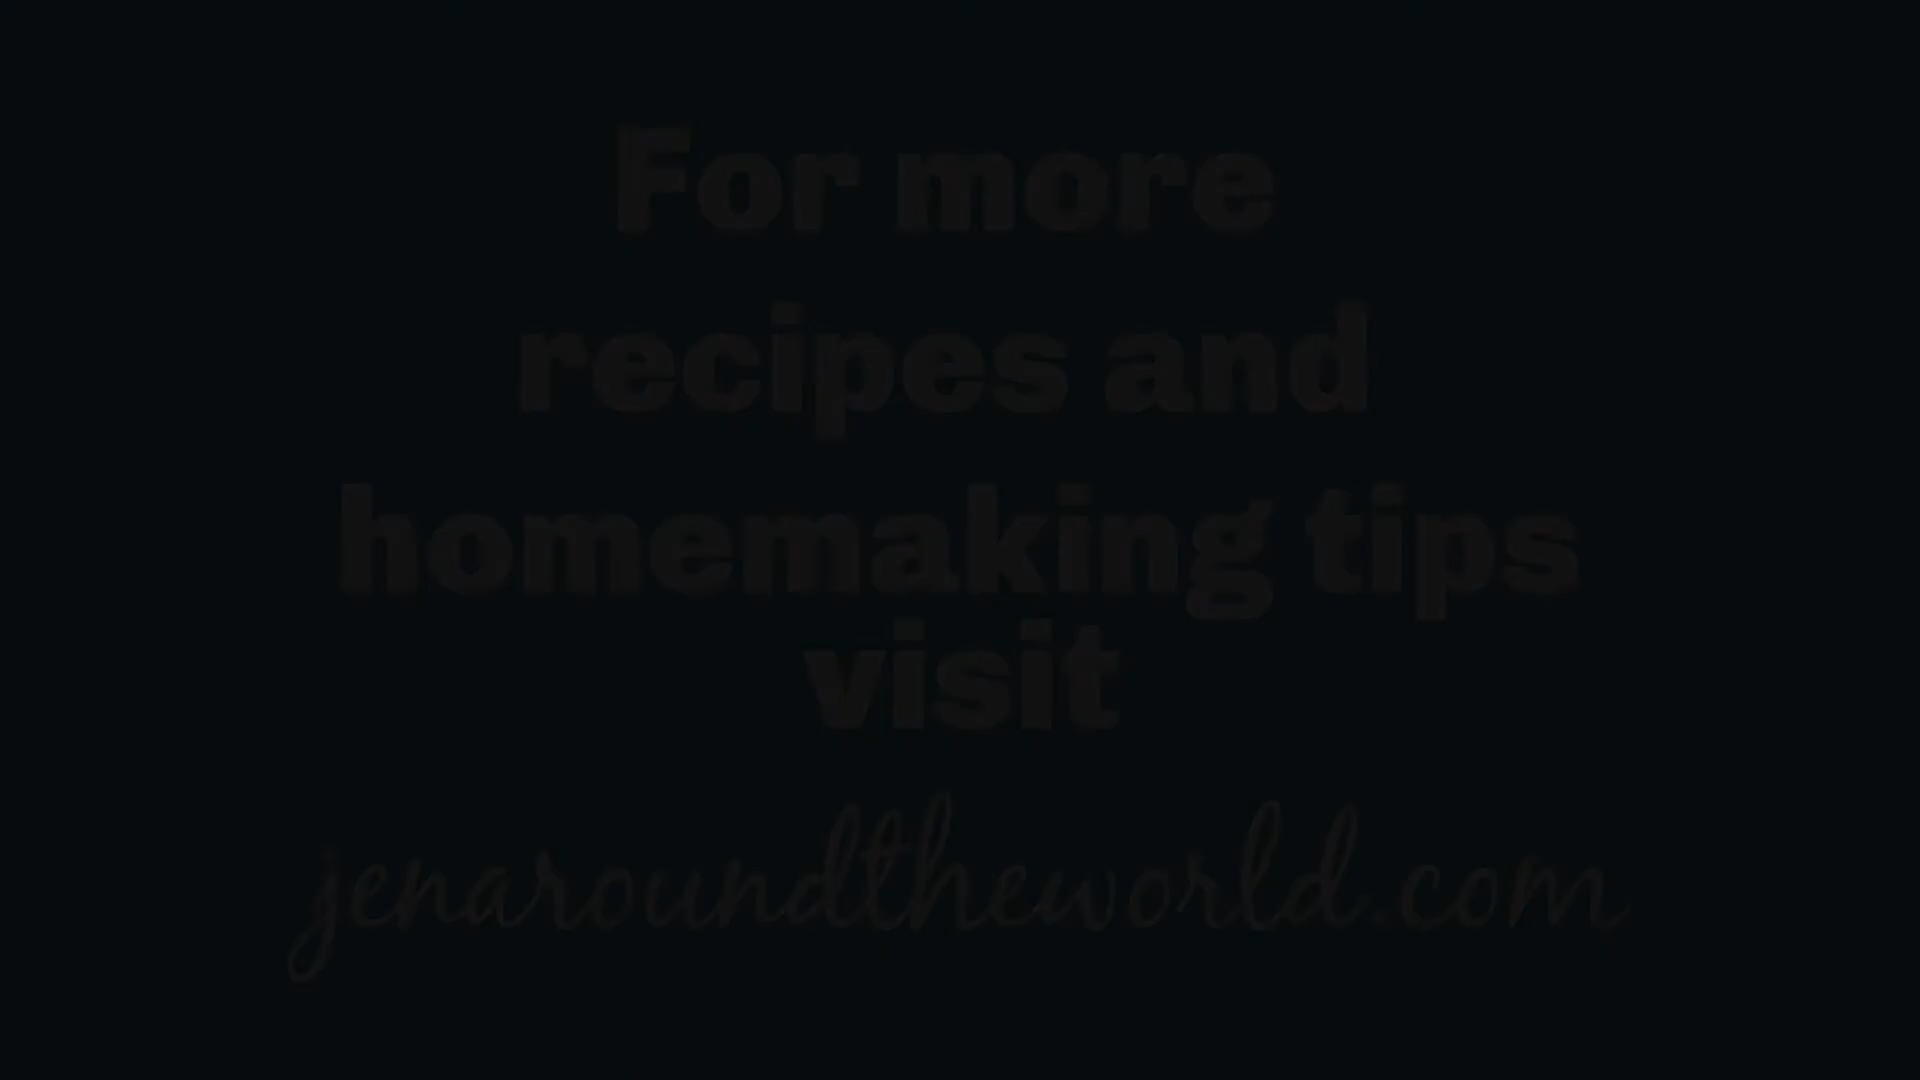 For more
recipes and
homemaking tips
visit
jenaroundtheworld.com